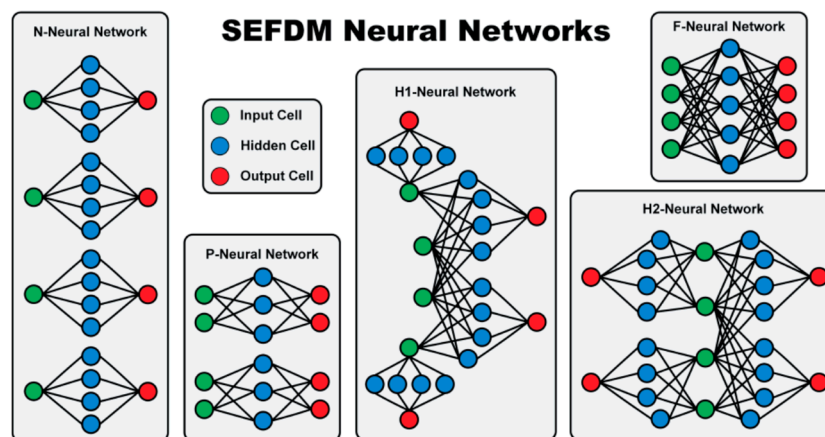 SEFDM Neural Networks
N-Neural Network
Input Cell
Hidden Cell
Output Cell
P-Neural Network
H1-Neural Network
F-Neural Network
H2-Neural Network